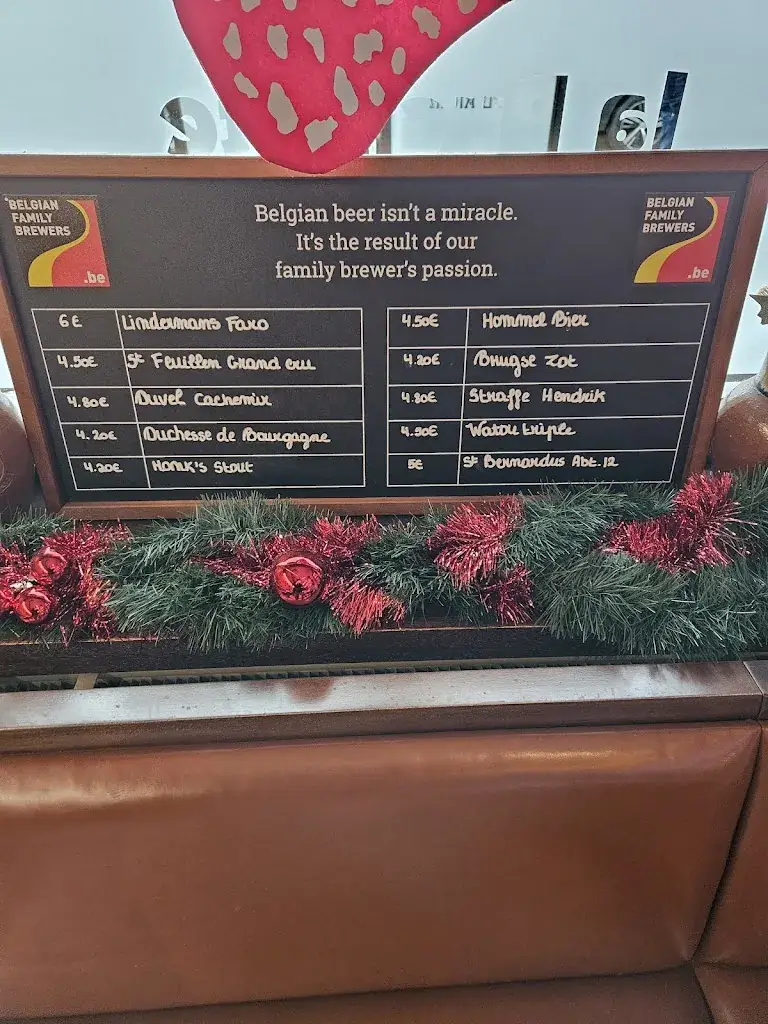 BELGIAN
FAMILY
BREWERS
.be
Belgian beer isn't a miracle.
It's the result of our
family brewer's passion.
BELGIAN
FAMILY
BREWERS
.be
6€ Lindermans Faro
4.50€ St Feuillen Grand cru
4.80€ Duvel Cachemix
4.20€ Duchesse de Bourgogne
4.20€ Monk's Stout
4.50€ Hommel Bier
4.20€ Brugse Zot
4.80€ Straffe Hendrik
4.50€ Watou triple
5€ St Bernardus Abt.12